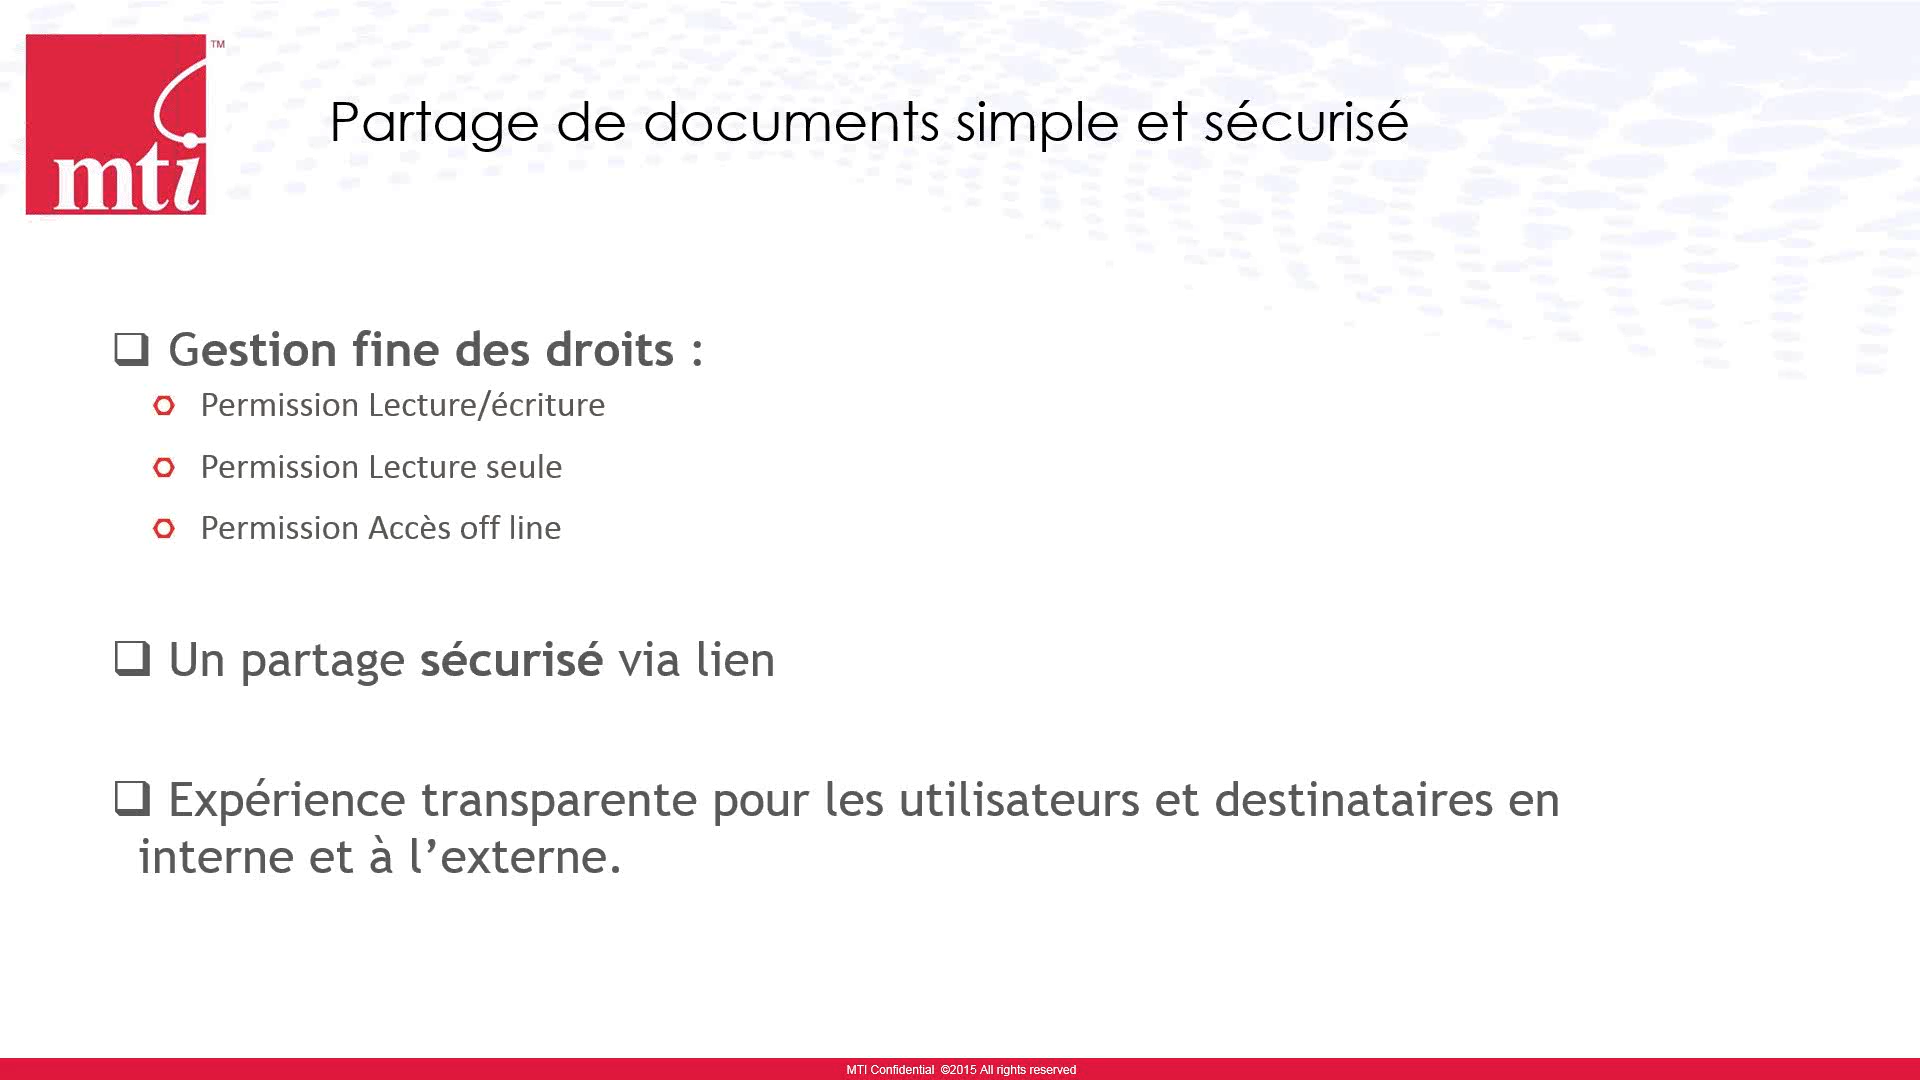 mti TM
Partage de documents simple et sécurisé
Gestion fine des droits :
Permission Lecture/écriture
Permission Lecture seule
Permission Accès off line
Un partage sécurisé via lien
Expérience transparente pour les utilisateurs et destinataires en
interne et à l’externe.
MTI Confidential ©2015 All rights reserved